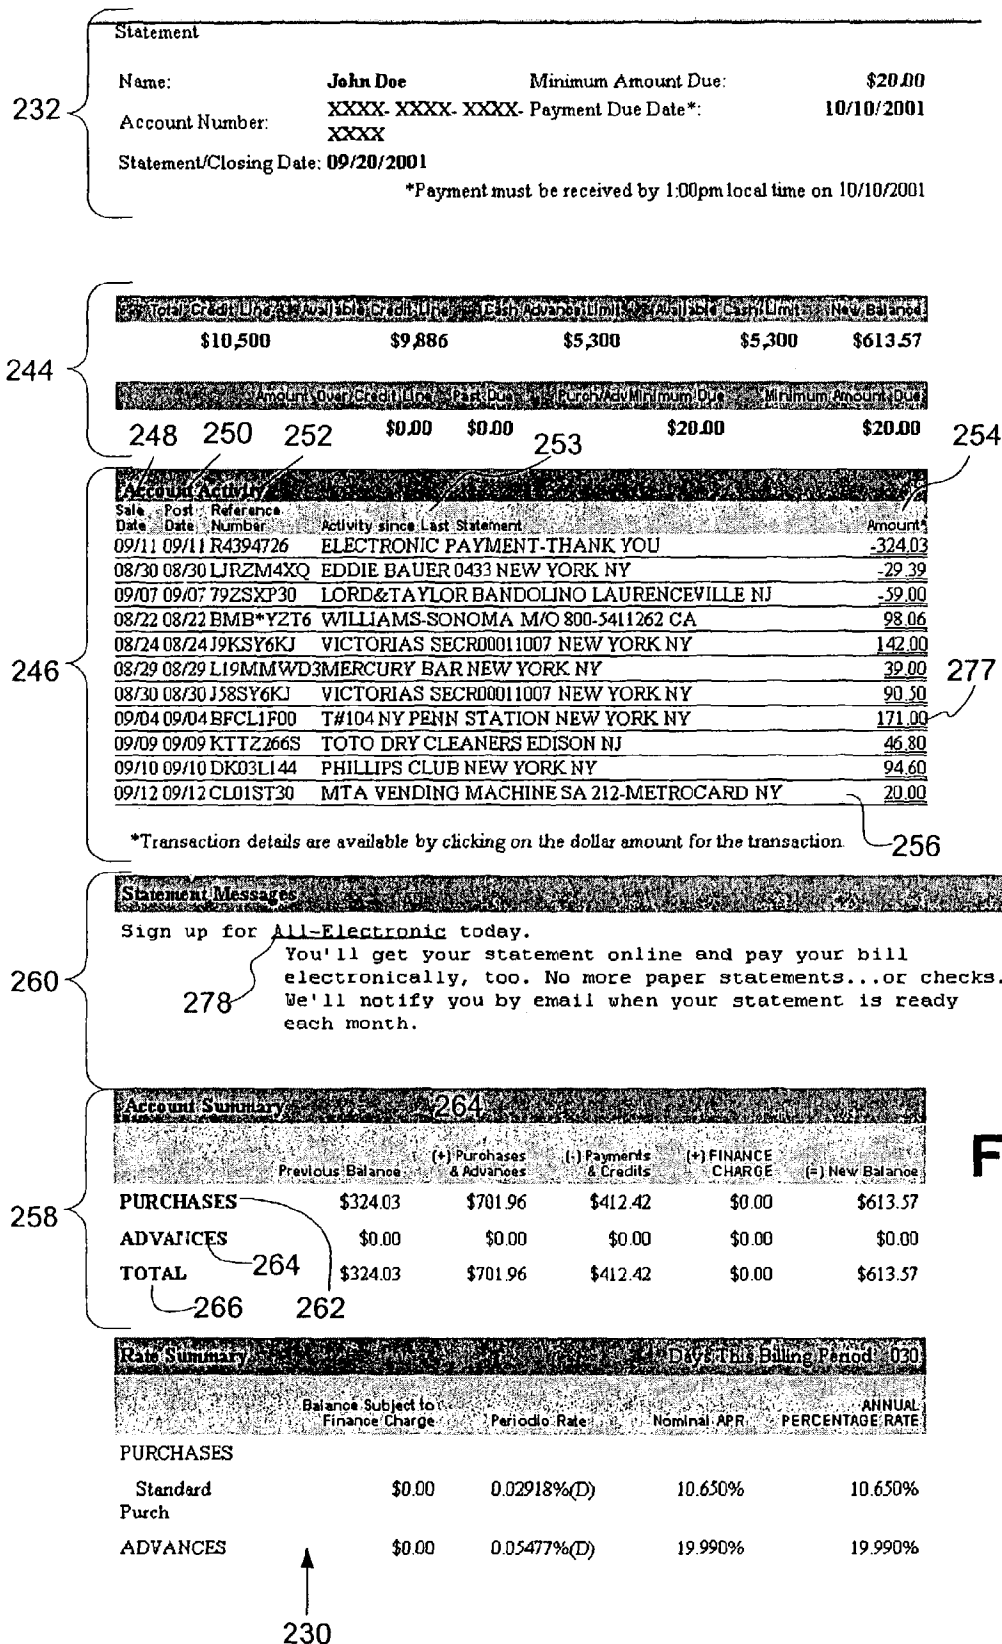 Statement
Name: John Doe Minimum Amount Due: $20.00
232
Account Number: XXXX- XXXX- XXXX- XXXX Payment Due Date*: 10/10/2001
Statement/Closing Date: 09/20/2001
*Payment must be received by 1:00pm local time on 10/10/2001
Total Credit Line Available Credit Line Cash Advance Limit Available Cash Limit New Balance
$10,500 $9,886 $5,300 $5,300 $613.57
244
Amount Over Credit Line Past Due Purch/Adv Minimum Due Minimum Amount Due
$0.00 $0.00 $20.00 $20.00
248 250 252 253 254
Account Activity
Sale Date Post Date Reference Number Activity since Last Statement Amount*
09/11 09/11 R4394726 ELECTRONIC PAYMENT-THANK YOU -324.03
08/30 08/30 LJRZM4XQ EDDIE BAUER 0433 NEW YORK NY -29.39
09/07 09/07 79ZSXP30 LORD&TAYLOR BANDOLINO LAURENCEVILLE NJ -59.00
08/22 08/22 BMB*YZT6 WILLIAMS-SONOMA M/O 800-5411262 CA 98.06
08/24 08/24 J9KSY6KJ VICTORIAS SECR00011007 NEW YORK NY 142.00
246
08/29 08/29 L19MMWD3 MERCURY BAR NEW YORK NY 39.00
277
08/30 08/30 J58SY6KJ VICTORIAS SECR00011007 NEW YORK NY 90.50
09/04 09/04 BFCL1F00 T#104 NY PENN STATION NEW YORK NY 171.00
09/09 09/09 KTTZ266S TOTO DRY CLEANERS EDISON NJ 46.80
09/10 09/10 DK03L144 PHILLIPS CLUB NEW YORK NY 94.60
09/12 09/12 CL01ST30 MTA VENDING MACHINE SA 212-METROCARD NY 20.00
*Transaction details are available by clicking on the dollar amount for the transaction.
256
Statement Messages
Sign up for All-Electronic today.
You'll get your statement online and pay your bill
260
electronically, too. No more paper statements...or checks.
278
We'll notify you by email when your statement is ready
each month.
Account Summary 264
Previous Balance (+) Purchases & Advances (-) Payments & Credits (+) FINANCE CHARGE (=) New Balance
F
PURCHASES $324.03 $701.96 $412.42 $0.00 $613.57
258
ADVANCES $0.00 $0.00 $0.00 $0.00 $0.00
264
TOTAL $324.03 $701.96 $412.42 $0.00 $613.57
266 262
Rate Summary Days This Billing Period 030
Balance Subject to Finance Charge Periodic Rate Nominal APR ANNUAL PERCENTAGE RATE
PURCHASES
Standard Purch $0.00 0.02918%(D) 10.650% 10.650%
ADVANCES $0.00 0.05477%(D) 19.990% 19.990%
230